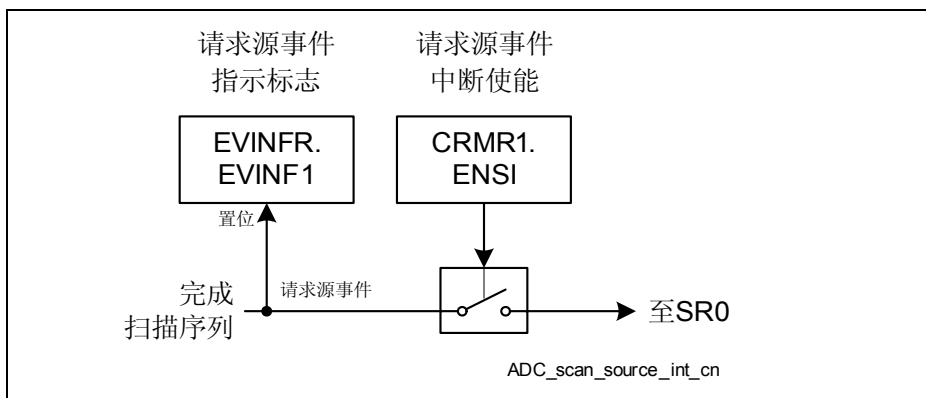 请求源事件
指示标志
请求源事件
中断使能
EVINFR.
EVINF1
CRMR1.
ENSI
置位
完成
扫描序列
请求源事件
至SR0
ADC_scan_source_int_cn